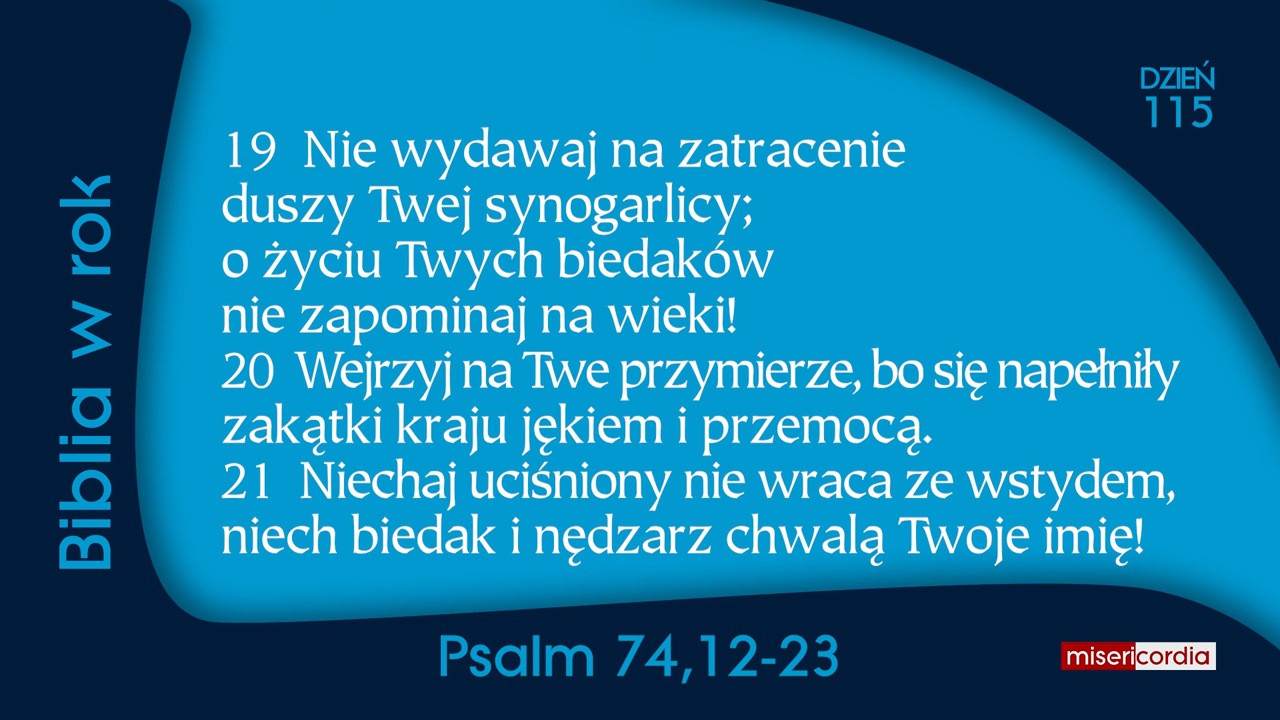 DZIEŃ
115
19 Nie wydawaj na zatracenie
duszy Twej synogarlicy;
o życiu Twych biedaków
nie zapominaj na wieki!
20 Wejrzyj na Twe przymierze, bo się napełniły
zakątki kraju jękiem i przemocą.
21 Niechaj uciśniony nie wraca ze wstydem,
niech biedak i nędzarz chwalą Twoje imię!
Biblia w rok
Psalm 74,12-23
misericordia